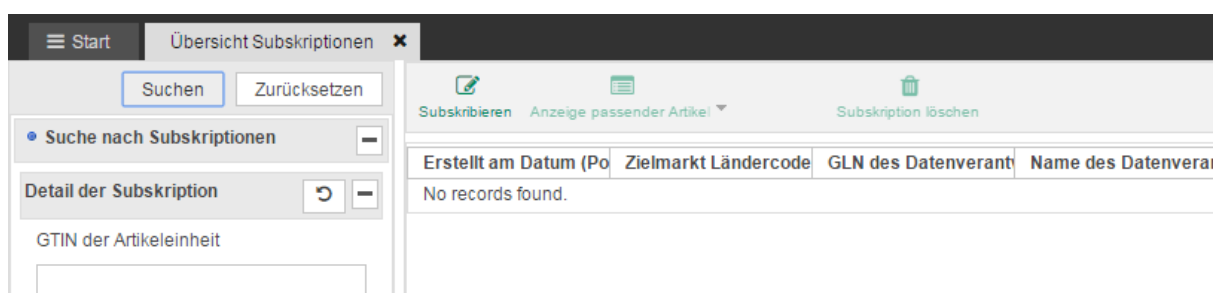 Start
Übersicht Subskriptionen
Suchen
Zurücksetzen
Suche nach Subskriptionen
Detail der Subskription
GTIN der Artikeleinheit
Subskribieren
Anzeige passender Artikel
Subskription löschen
Erstellt am Datum (Po
Zielmarkt Ländercode
GLN des Datenverant
Name des Datenverar
No records found.